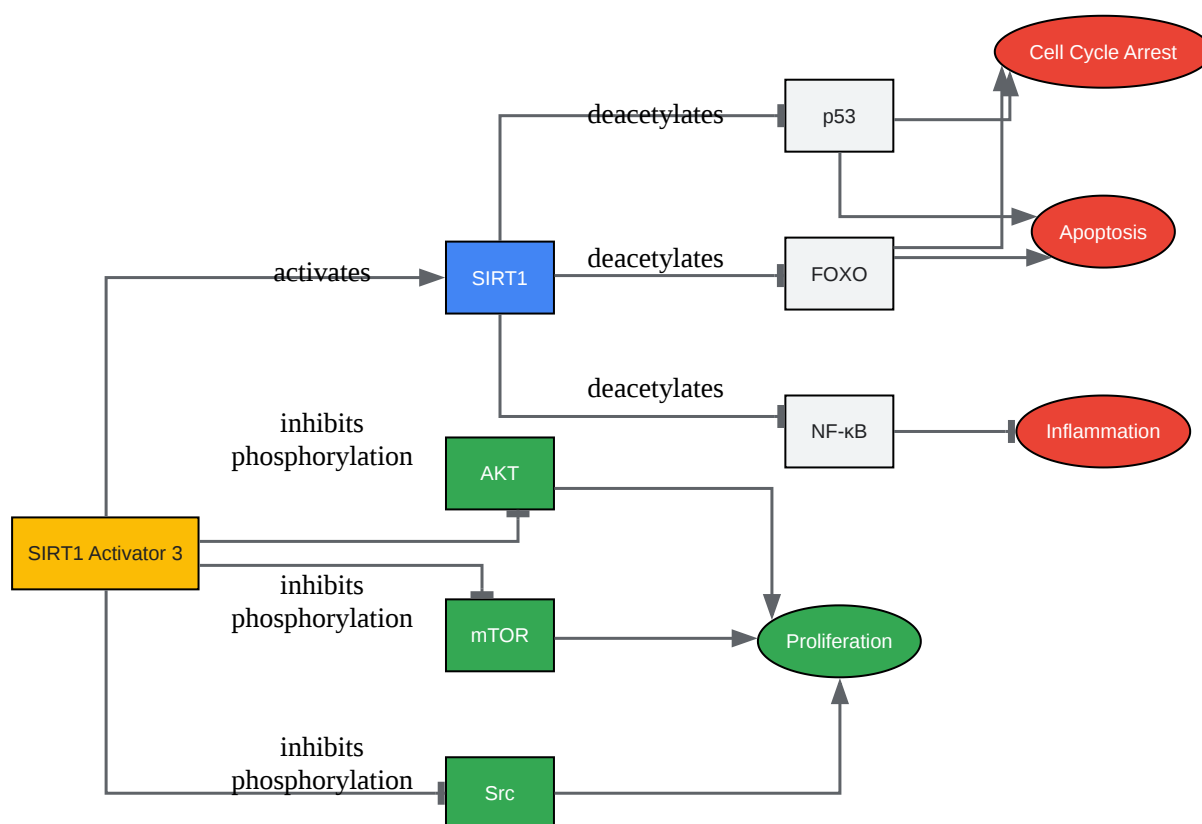 Cell Cycle Arrest
deacetylates
p53
Apoptosis
activates
SIRT1
deacetylates
FOXO
deacetylates
NF-κB
Inflammation
inhibits
phosphorylation
AKT
SIRT1 Activator 3
inhibits
phosphorylation
mTOR
Proliferation
inhibits
phosphorylation
Src